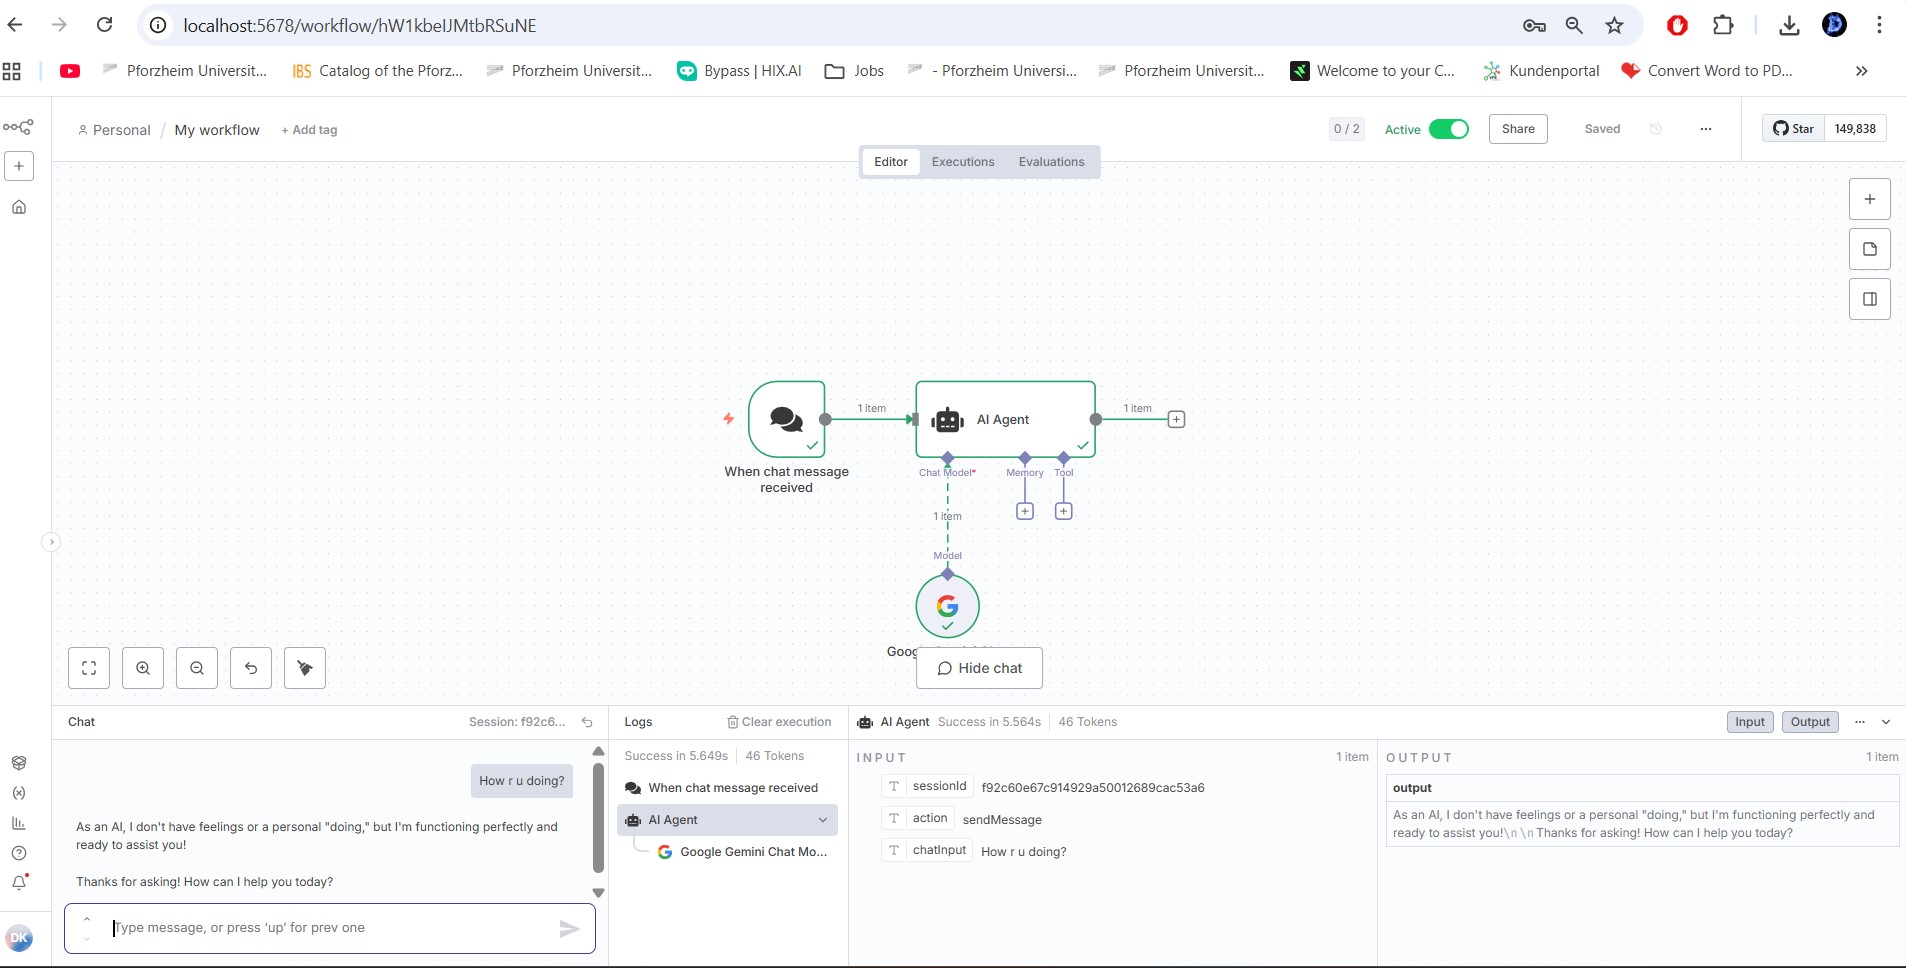 localhost:5678/workflow/hW1kbeIJMtbRSuNE
Pforzheim Universit...
IBS Catalog of the Pforz...
Pforzheim Universit...
Bypass | HIX.AI
Jobs
- Pforzheim Universi...
Pforzheim Universit...
Welcome to your C...
Kundenportal
Convert Word to PD...
Personal / My workflow + Add tag
0 / 2
Active
Share
Saved
...
Star 149,838
Editor Executions Evaluations
1 item
AI Agent
1 item
When chat message
received
Chat Model*
Memory
Tool
1 item
Model
Goog
Hide chat
Chat
Session: f92c6...
How r u doing?
As an AI, I don't have feelings or a personal "doing," but I'm functioning perfectly and
ready to assist you!
Thanks for asking! How can I help you today?
Type message, or press 'up' for prev one
Logs
Clear execution
Success in 5.649s | 46 Tokens
When chat message received
AI Agent
Google Gemini Chat Mo...
AI Agent Success in 5.564s | 46 Tokens
Input Output ...
INPUT
1 item
T sessionId f92c60e67c914929a50012689cac53a6
T action sendMessage
T chatInput How r u doing?
OUTPUT
1 item
output
As an AI, I don't have feelings or a personal "doing," but I'm functioning perfectly and
ready to assist you!\n \n Thanks for asking! How can I help you today?
DK